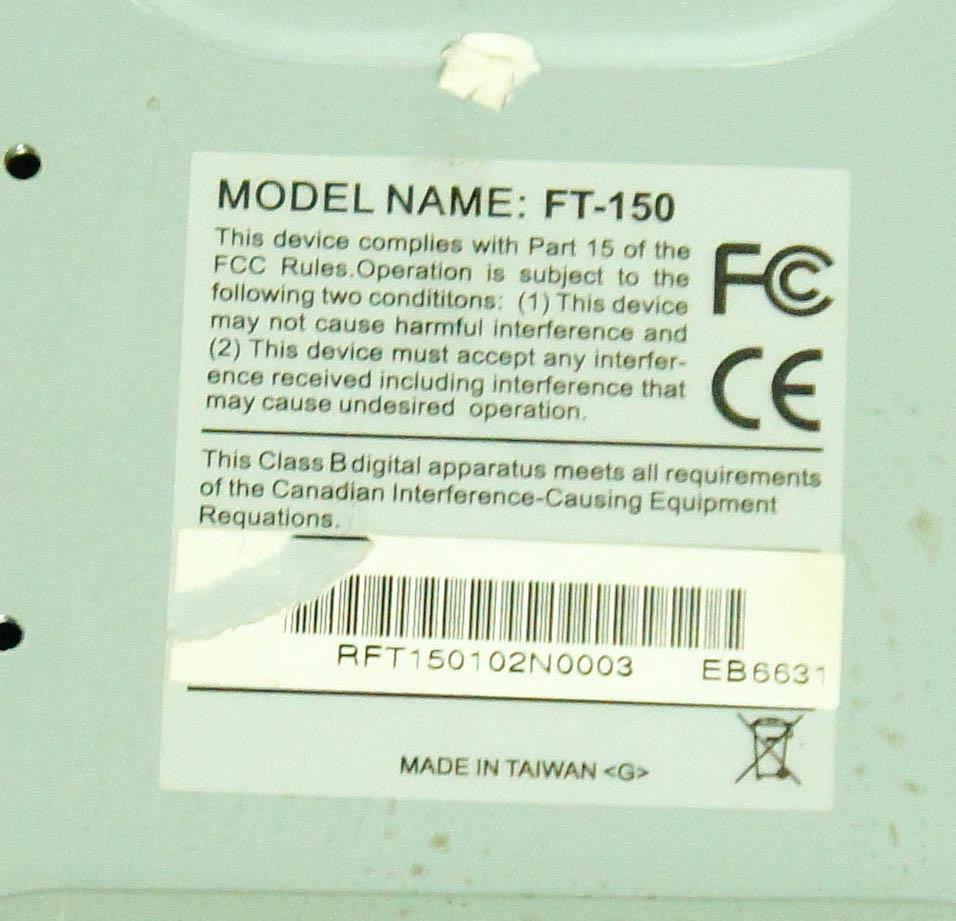 MODEL NAME: FT-150
This device complies with Part 15 of the
FCC Rules.Operation is subject to the
following two condititons: (1) This device
may not cause harmful interference and
(2) This device must accept any interfer-
ence received including interference that
may cause undesired operation.
FC
CE
This Class B digital apparatus meets all requirements
of the Canadian Interference-Causing Equipment
Requations.
RFT150102N0003 EB6631
MADE IN TAIWAN <G>